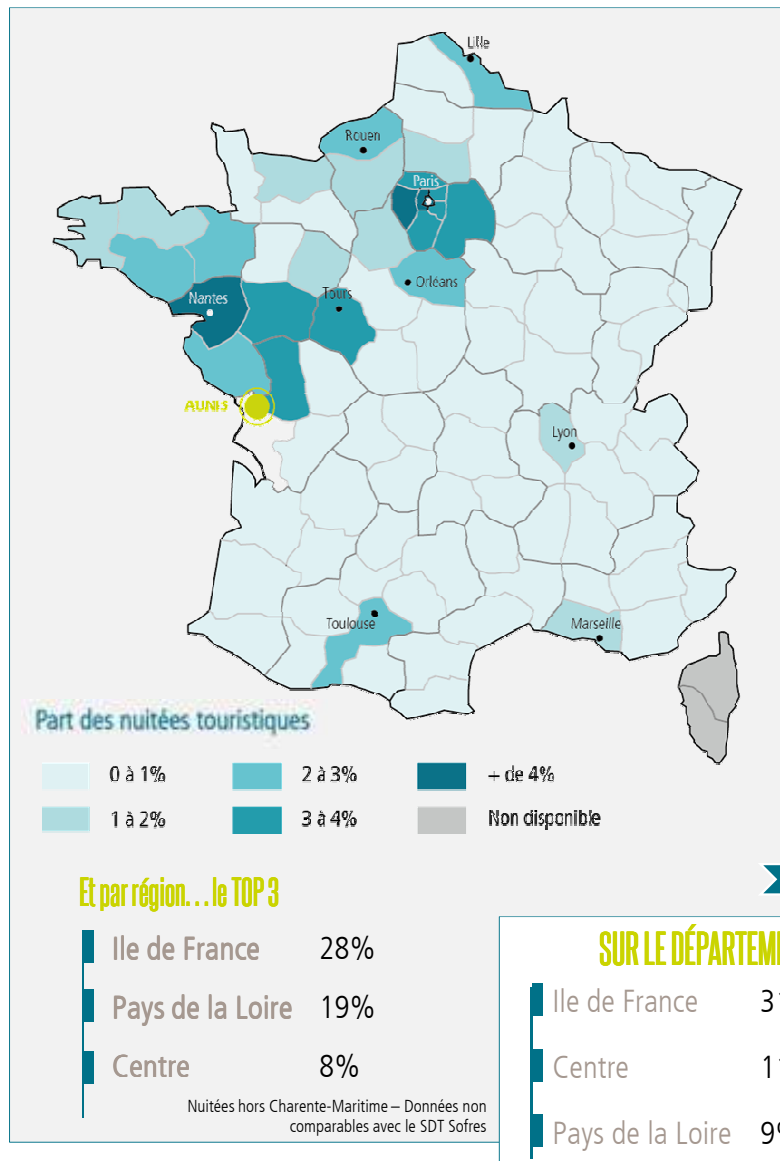 Lille
Rouen
Paris
Orléans
Tours
Nantes
AUNIS
Lyon
Toulouse
Marseille
Part des nuitées touristiques
0 à 1%
2 à 3%
+ de 4%
1 à 2%
3 à 4%
Non disponible
Et par région...le TOP 3
Ile de France 28%
Pays de la Loire 19%
Centre 8%
Nuitées hors Charente-Maritime – Données non
comparables avec le SDT Sofres
SUR LE DÉPARTEM
Ile de France 3
Centre 1
Pays de la Loire 9